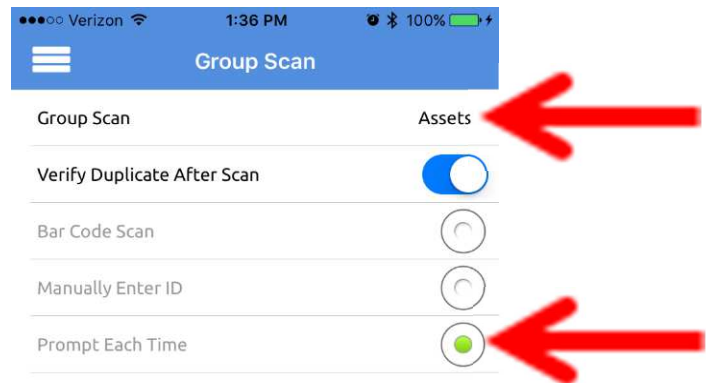 Verizon 1:36 PM 100%
Group Scan
Group Scan Assets
Verify Duplicate After Scan
Bar Code Scan
Manually Enter ID
Prompt Each Time